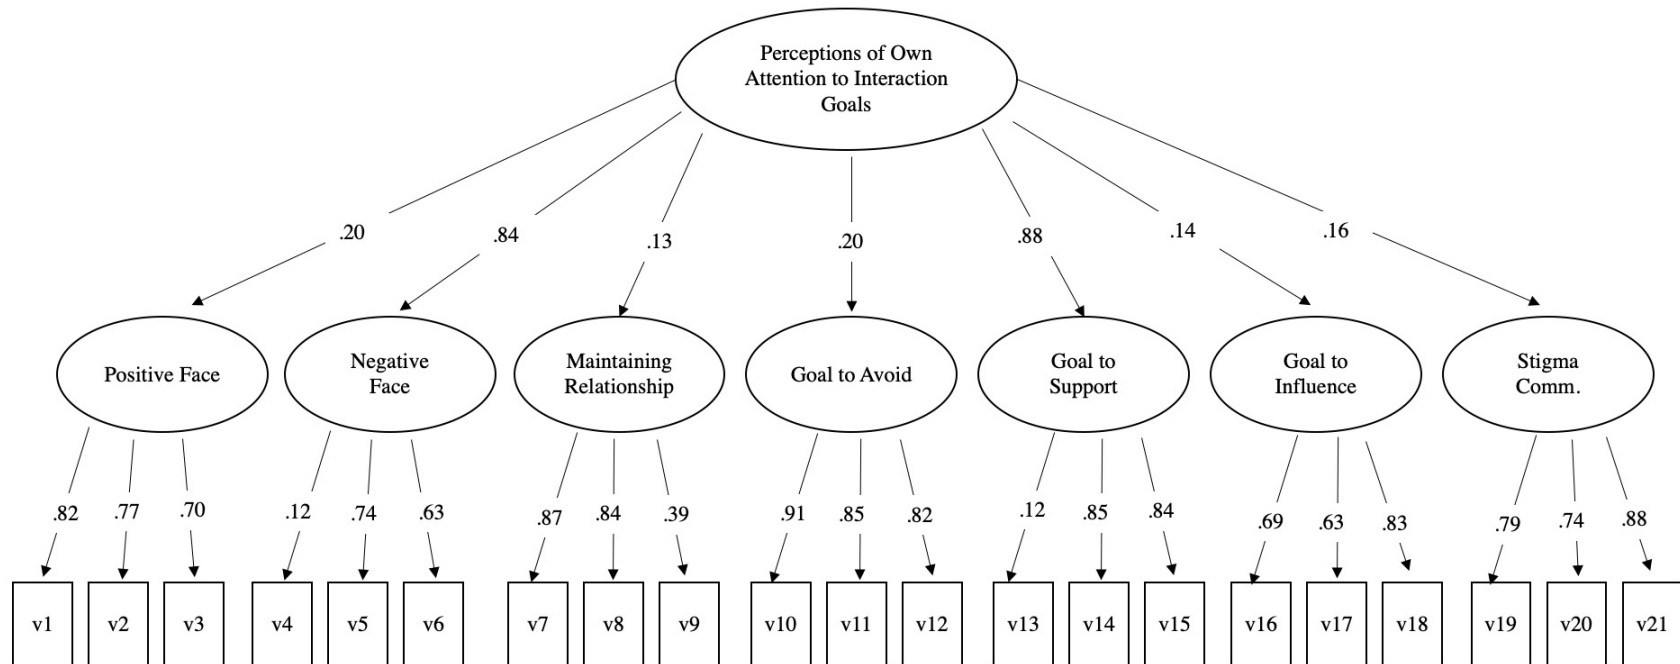 Perceptions of Own
Attention to Interaction
Goals
.20
.84
.13
.20
.88
.14
.16
Positive Face
Negative
Face
Maintaining
Relationship
Goal to Avoid
Goal to
Support
Goal to
Influence
Stigma
Comm.
.82
.77
.70
.12
.74
.63
.87
.84
.39
.91
.85
.82
.12
.85
.84
.69
.63
.83
.79
.74
.88
v1
v2
v3
v4
v5
v6
v7
v8
v9
v10
v11
v12
v13
v14
v15
v16
v17
v18
v19
v20
v21